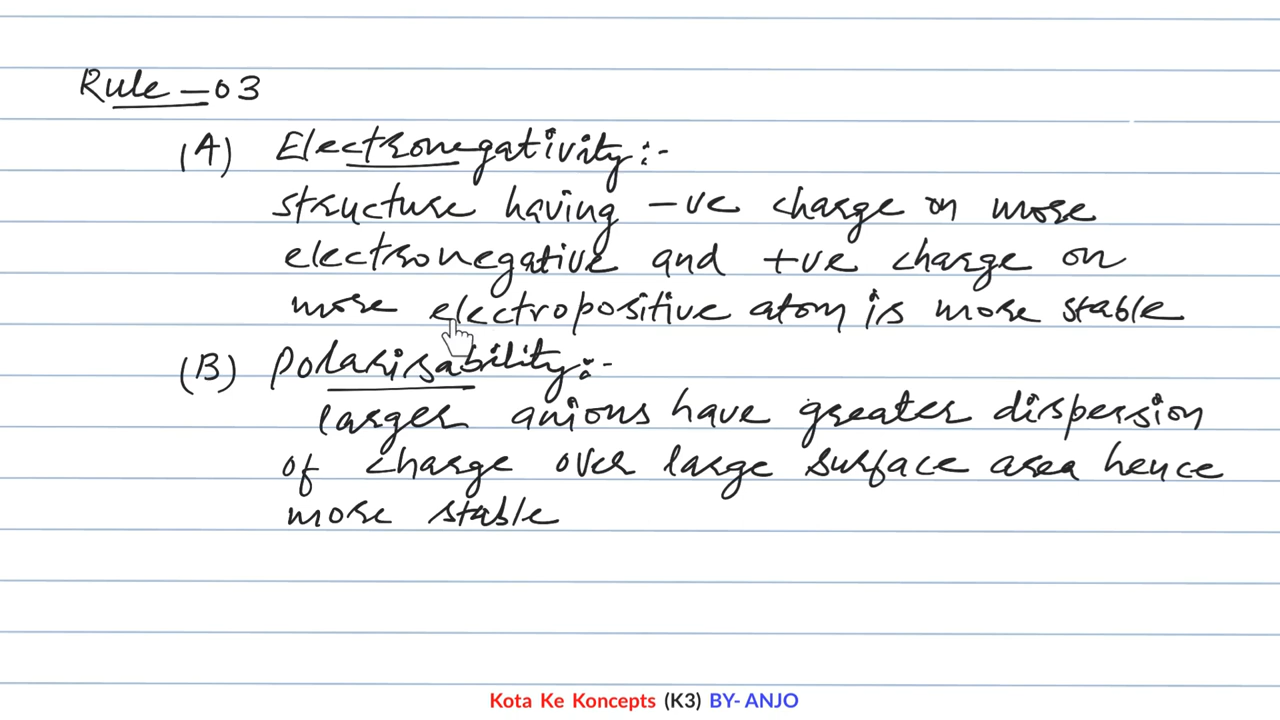 Rule-03
(A) Electronegativity:-
structure having -ve charge on more
electronegative and +ve charge on
more electropositive atom is more stable
(B) Polarisability:-
larger anions have greater dispersion
of charge over large surface area hence
more stable
Kota Ke Koncepts (K3) BY- ANJO